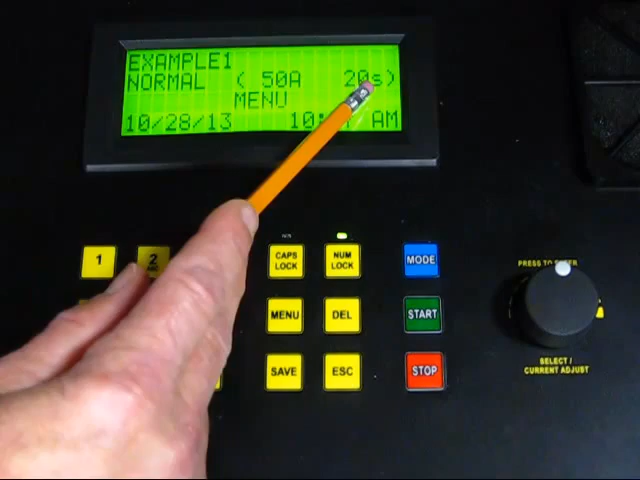 EXAMPLE1
NORMAL ( 50A 20s)
MENU
10/28/13 AM
1
2
CAPS LOCK
NUM LOCK
MODE
MENU
DEL
START
SAVE
ESC
STOP
PRESS TO ENTER
SELECT /
CURRENT ADJUST